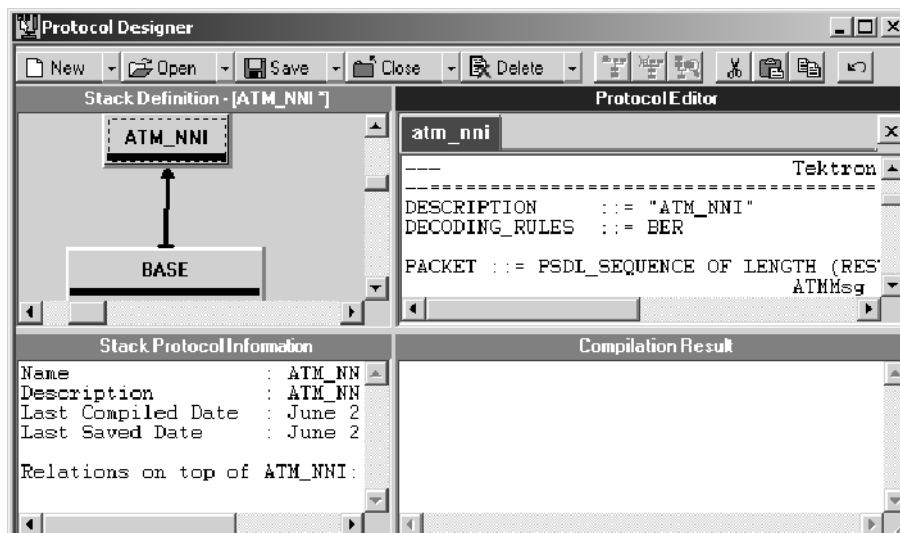 Protocol Designer
New Open Save Close Delete
Stack Definition - [ATM_NNI *]
ATM_NNI
BASE
Protocol Editor
atm_nni
--- Tektron
--==========================================
DESCRIPTION ::= "ATM_NNI"
DECODING_RULES ::= BER
PACKET ::= PSDL_SEQUENCE OF LENGTH (RES
ATMMsg
Stack Protocol Information
Name : ATM_NN
Description : ATM_NN
Last Compiled Date : June 2
Last Saved Date : June 2
Relations on top of ATM_NNI:
Compilation Result